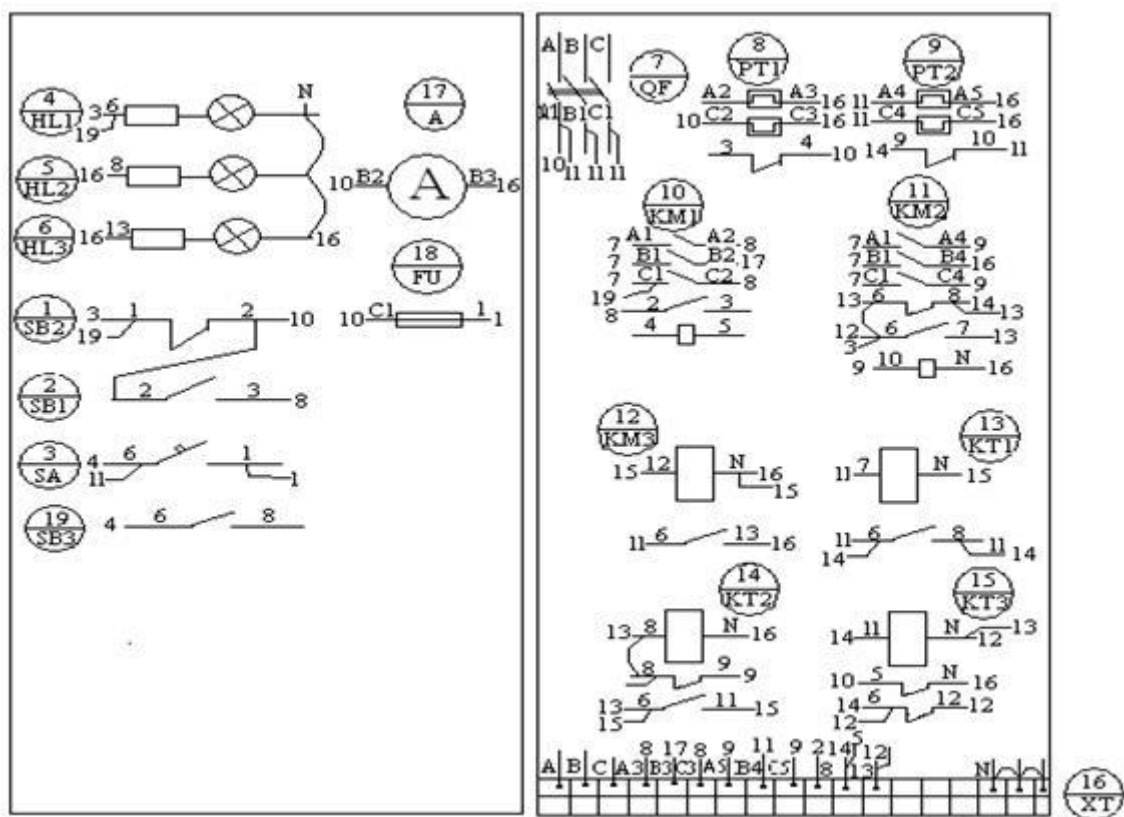 4
HL1
3 6
19
N
5
HL2
16 8
6
HL3
16 13
16
17
A
10 B2 A B3 16
18
FU
10 C1 1 1
1
SB2
3 1 2 10
19
2
SB1
2 3 8
3
SA
4 6 1
11 1
19
SB3
4 6 8
A B C
B1 C1
10 11 11 11
7
QF
8
PT1
A2 A3 16
10 C2 C3 16
3 4 10
9
PT2
11 A4 A5 16
11 C4 C5 16
14 9 10 11
10
KM1
7 A1 A2 8
7 B1 B2 17
7 C1 C2 8
19
8 2 3
4 5
11
KM2
7 A1 A4 9
7 B1 B4 16
7 C1 C4 9
13 6 8 14 13
12 6 7 13
3
9 10 N 16
12
KM3
15 12 N 16
15
11 6 13 16
13
KT1
11 7 N 15
11 6 8 11
14 14
14
KT2
13 8 N 16
8 9 9
13 6 11 15
15
15
KT3
14 11 N 12 13
10 5 N 16
14 6 12 12
12
8 17 8 9 11 9 2 14 5 12
A B C A3 B3 C3 A5 B4 C5 8 13 N
16
XT